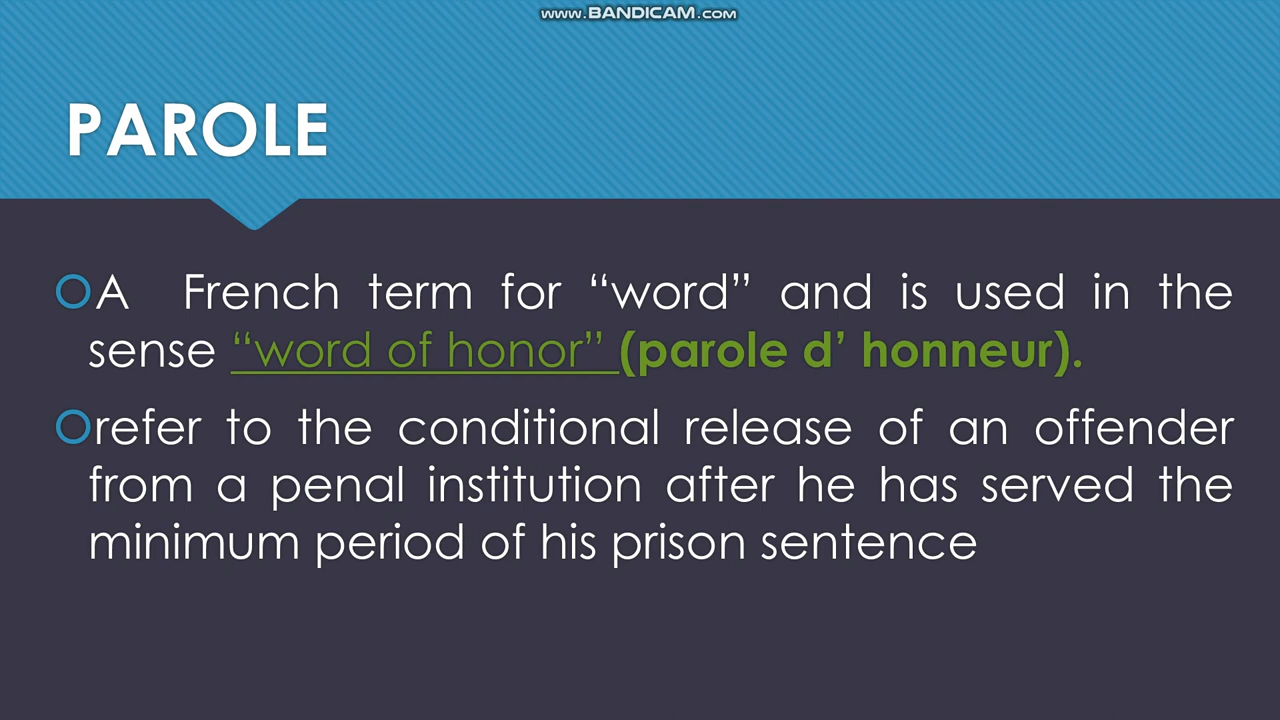 www.BANDICAM.com
PAROLE
A French term for “word” and is used in the
sense “word of honor” (parole d’ honneur).
refer to the conditional release of an offender
from a penal institution after he has served the
minimum period of his prison sentence